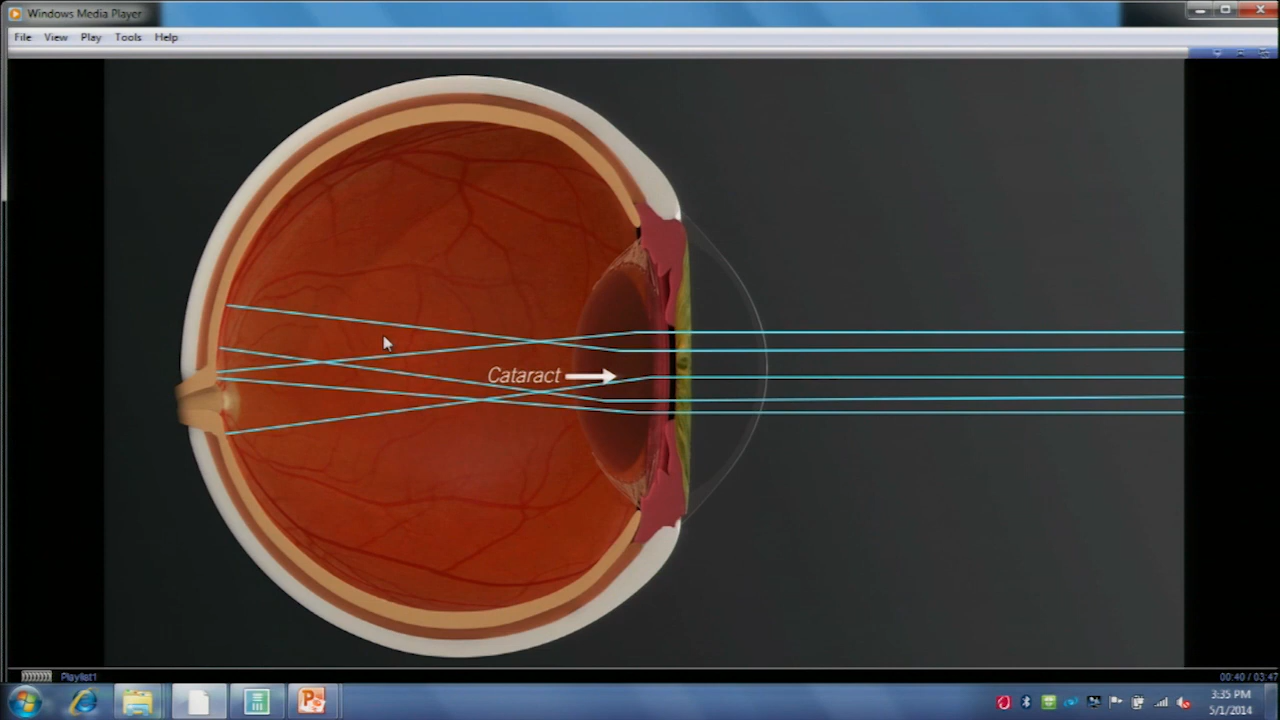 Windows Media Player
File View Play Tools Help
Cataract
Playlist1
00:40 / 03:47
3:35 PM
5/1/2014